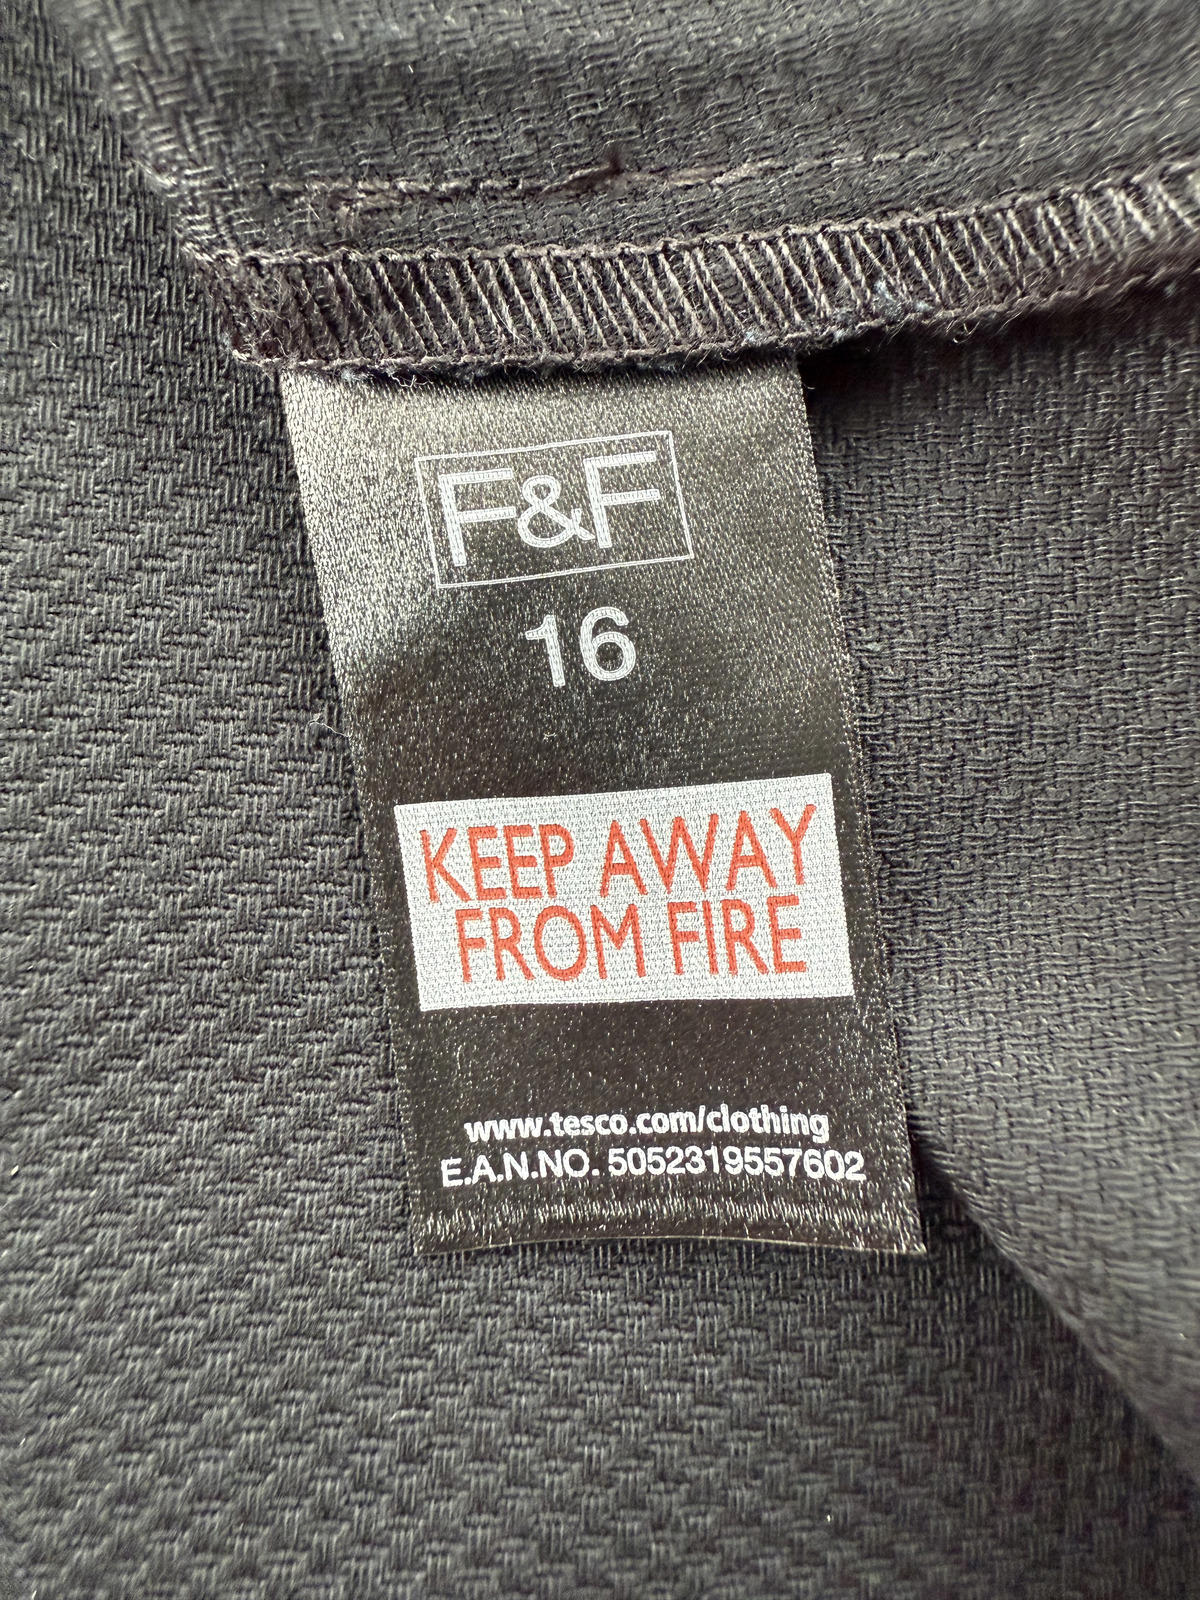 F&F
16
KEEP AWAY
FROM FIRE
www.tesco.com/clothing
E.A.N.NO. 5052319557602